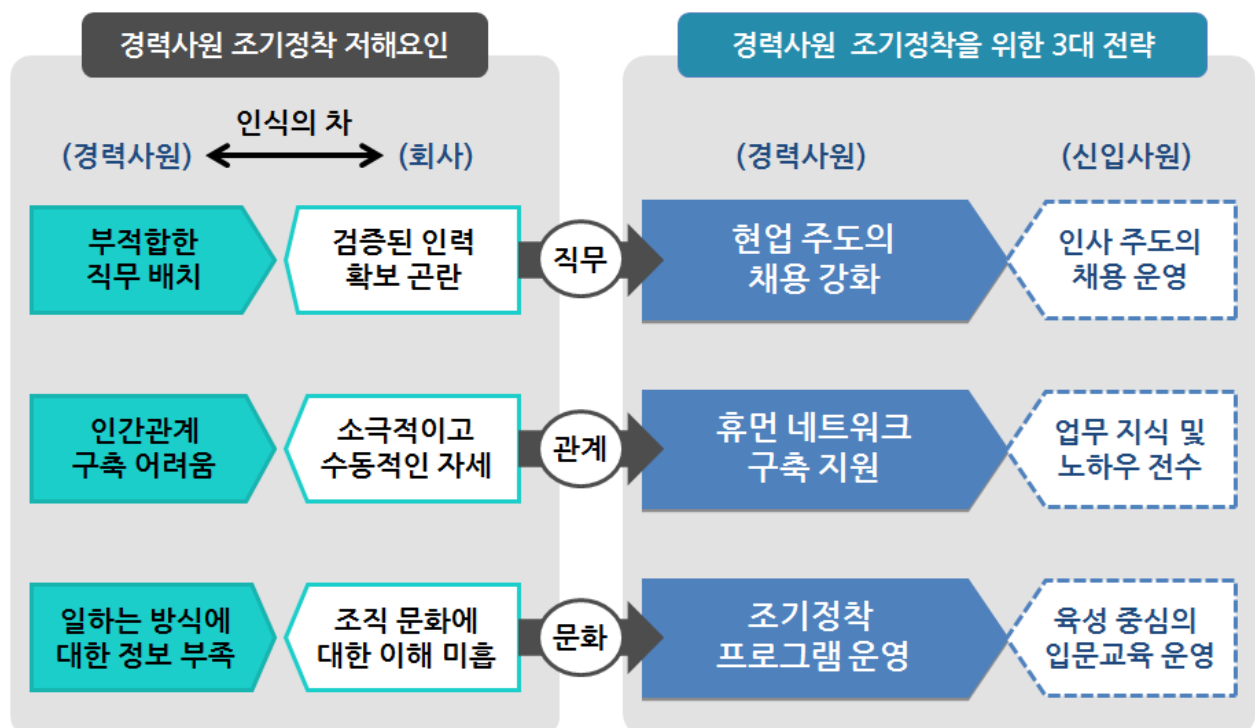 경력사원 조기정착 저해요인
경력사원 조기정착을 위한 3대 전략
인식의 차
(경력사원)
(회사)
(경력사원)
(신입사원)
부적합한
직무 배치
검증된 인력
확보 곤란
직무
현업 주도의
채용 강화
인사 주도의
채용 운영
인간관계
구축 어려움
소극적이고
수동적인 자세
관계
휴먼 네트워크
구축 지원
업무 지식 및
노하우 전수
일하는 방식에
대한 정보 부족
조직 문화에
대한 이해 미흡
문화
조기정착
프로그램 운영
육성 중심의
입문교육 운영